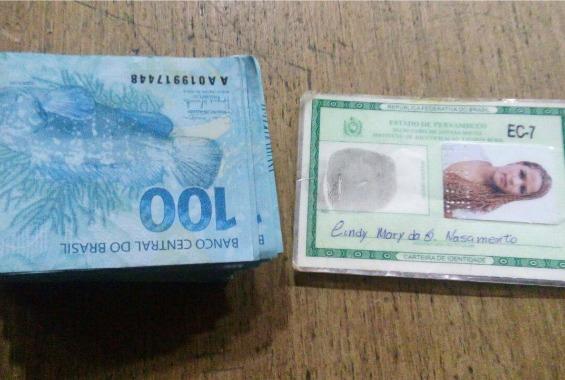 AA019917448
100
BANCO CENTRAL DO BRASIL
REPÚBLICA FEDERATIVA DO BRASIL
ESTADO DE PERNAMBUCO
EC-7
Cindy Mary da S. Nascimento
CARTEIRA DE IDENTIDADE